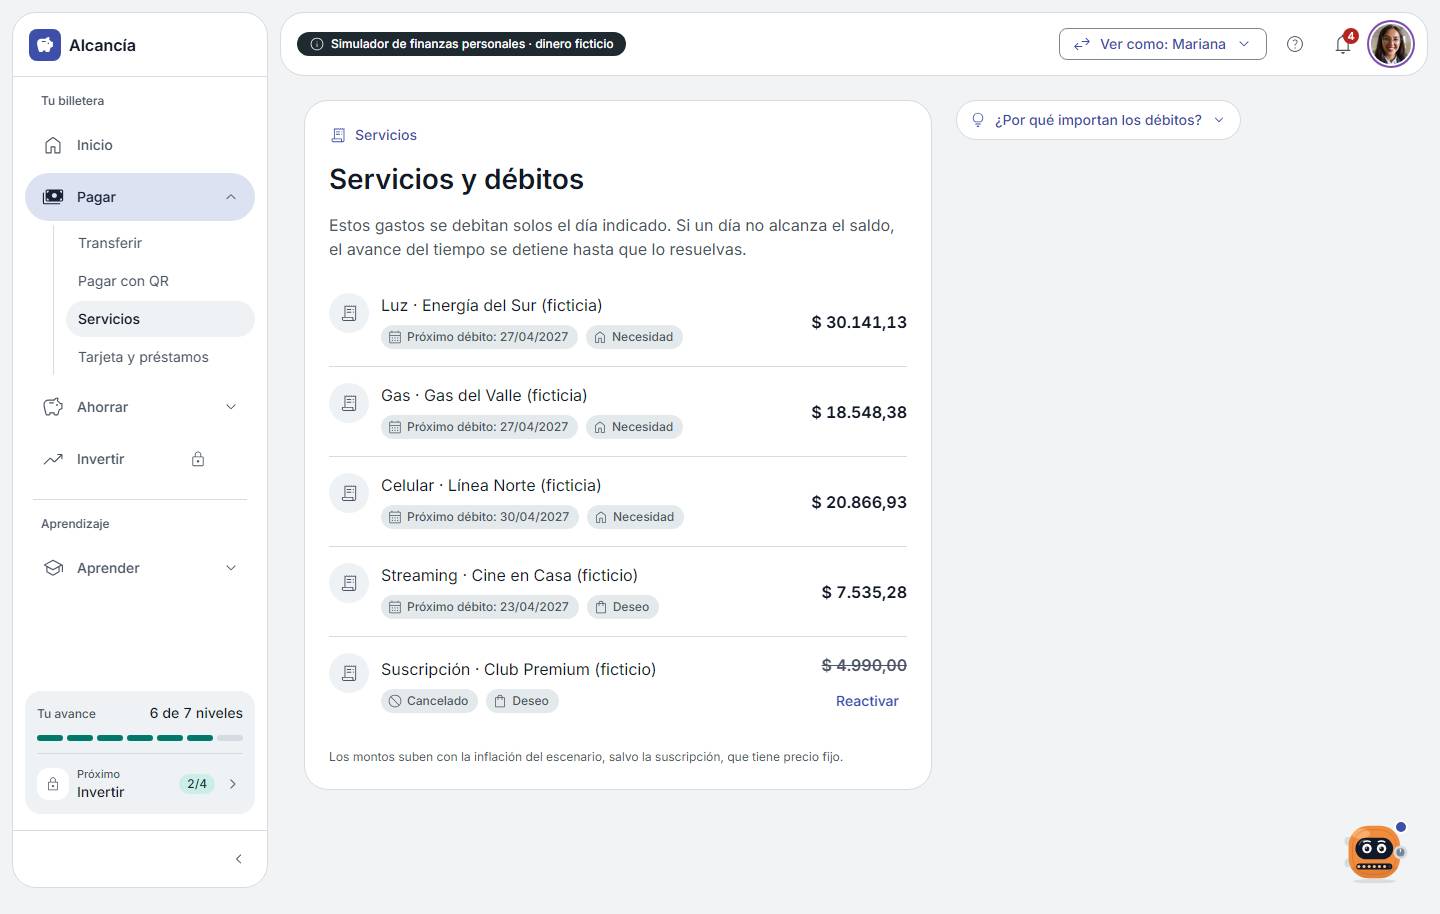 Alcancía
Simulador de finanzas personales · dinero ficticio
Ver como: Mariana
4
Tu billetera
Inicio
Pagar
Transferir
Pagar con QR
Servicios
Tarjeta y préstamos
Ahorrar
Invertir
Aprendizaje
Aprender
Tu avance
6 de 7 niveles
Próximo
Invertir
2/4
Servicios
Servicios y débitos
Estos gastos se debitan solos el día indicado. Si un día no alcanza el saldo,
el avance del tiempo se detiene hasta que lo resuelvas.
Luz · Energía del Sur (ficticia)
Próximo débito: 27/04/2027
Necesidad
$ 30.141,13
Gas · Gas del Valle (ficticia)
Próximo débito: 27/04/2027
Necesidad
$ 18.548,38
Celular · Línea Norte (ficticia)
Próximo débito: 30/04/2027
Necesidad
$ 20.866,93
Streaming · Cine en Casa (ficticio)
Próximo débito: 23/04/2027
Deseo
$ 7.535,28
Suscripción · Club Premium (ficticio)
Cancelado
Deseo
$ 4.990,00
Reactivar
Los montos suben con la inflación del escenario, salvo la suscripción, que tiene precio fijo.
¿Por qué importan los débitos?